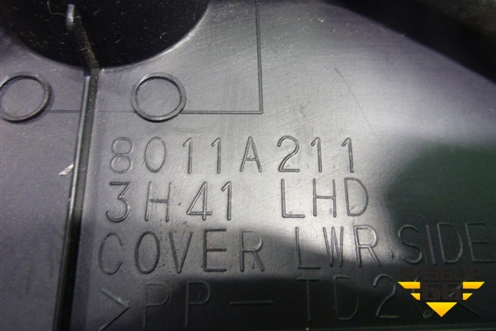 8011A211
3H41 LHD
COVER LWR.SIDE
>PP-TD2